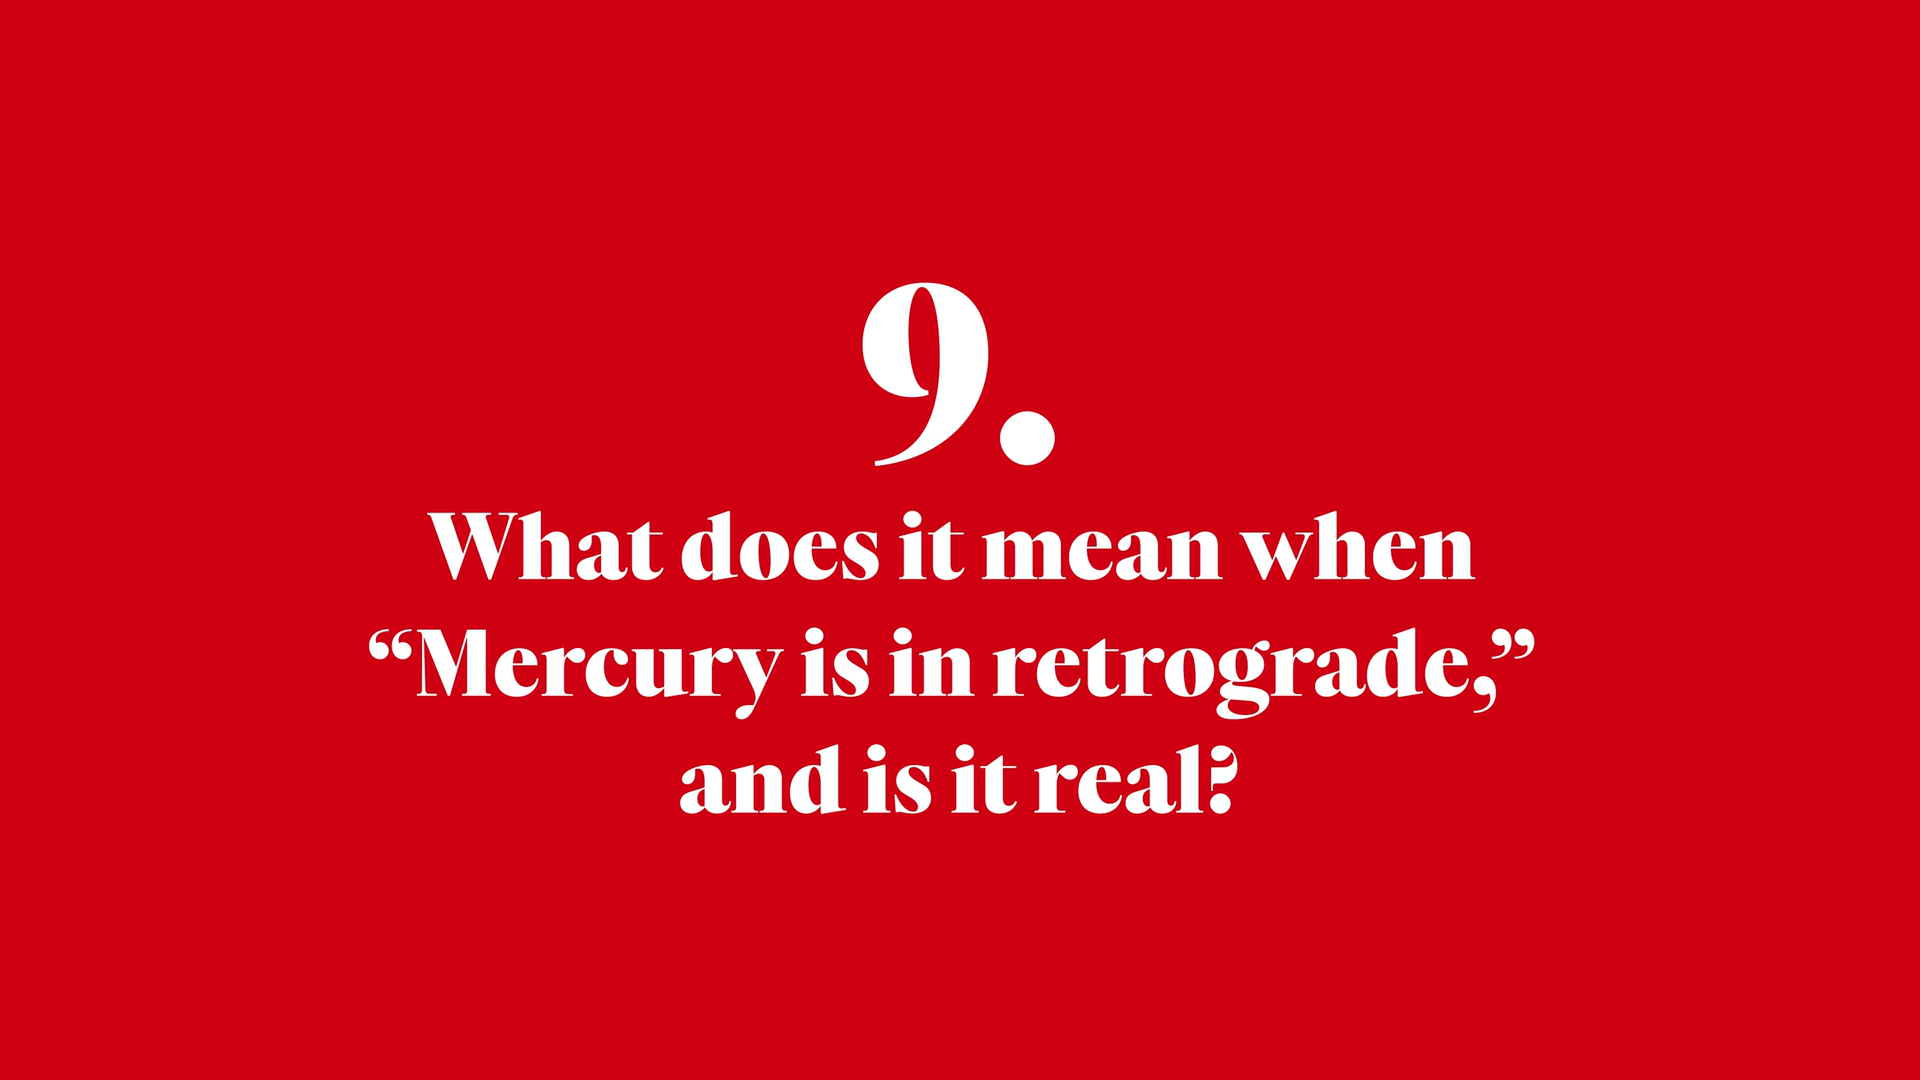 9.
What does it mean when
“Mercury is in retrograde,”
and is it real?